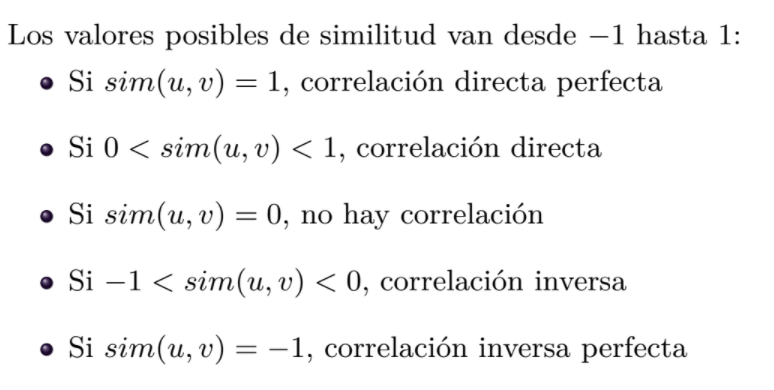 Los valores posibles de similitud van desde −1 hasta 1:
• Si sim(u, v) = 1, correlación directa perfecta
• Si 0 < sim(u, v) < 1, correlación directa
• Si sim(u, v) = 0, no hay correlación
• Si −1 < sim(u, v) < 0, correlación inversa
• Si sim(u, v) = −1, correlación inversa perfecta